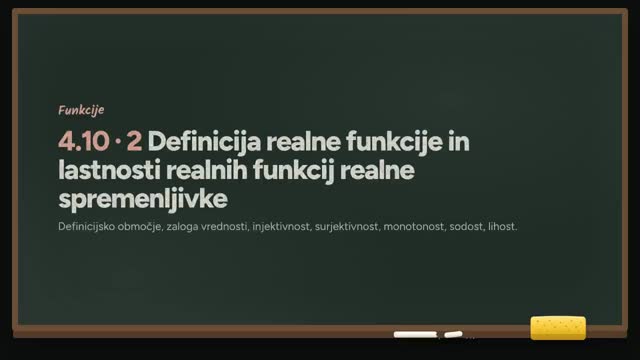 Funkcije
4.10 · 2 Definicija realne funkcije in
lastnosti realnih funkcij realne
spremenljivke
Definicijsko območje, zaloga vrednosti, injektivnost, surjektivnost, monotonost, sodost, lihost.